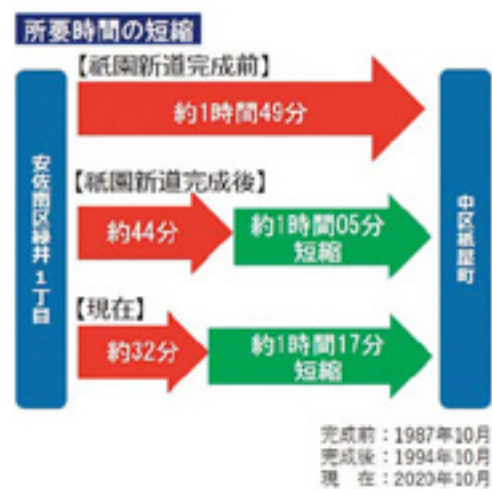 所要時間の短縮
【祇園新道完成前】
約1時間49分
安佐南区緑井1丁目
中区紙屋町
【祇園新道完成後】
約44分
約1時間05分
短縮
【現在】
約32分
約1時間17分
短縮
完成前：1987年10月
完成後：1994年10月
現　在：2020年10月